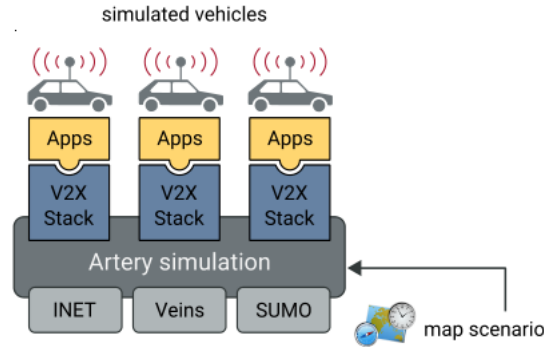 simulated vehicles
Apps
Apps
Apps
V2X
Stack
V2X
Stack
V2X
Stack
Artery simulation
INET
Veins
SUMO
map scenario